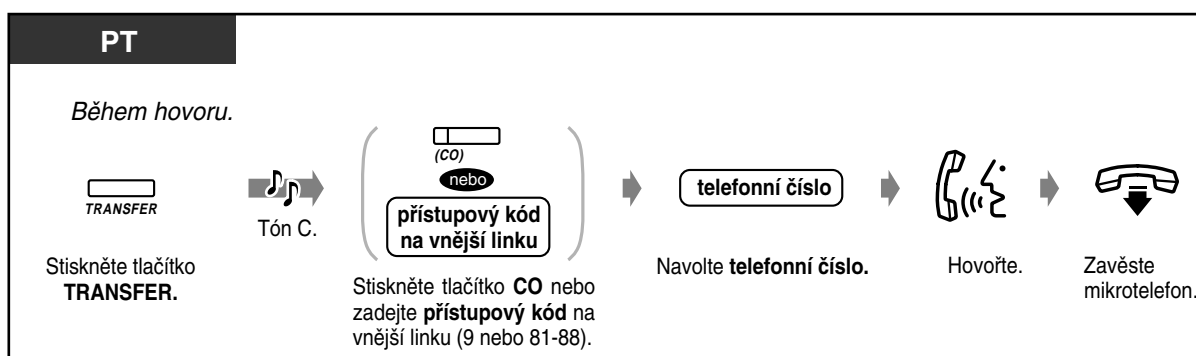 PT
Během hovoru.
TRANSFER
Stiskněte tlačítko
TRANSFER.
Tón C.
(CO)
nebo
přístupový kód
na vnější linku
Stiskněte tlačítko CO nebo
zadejte přístupový kód na
vnější linku (9 nebo 81-88).
telefonní číslo
Navolte telefonní číslo.
Hovořte.
Zavěste
mikrotelefon.